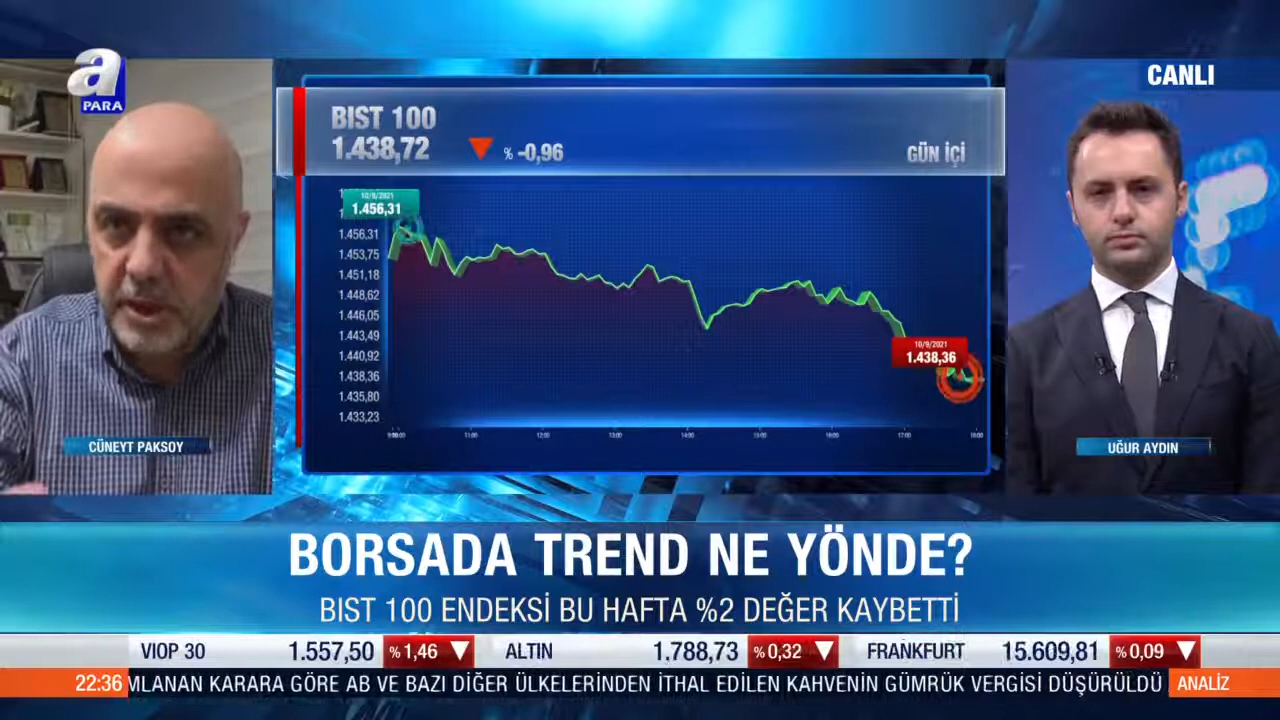 a
PARA
CANLI
BIST 100
1.438,72
% -0,96
GÜN İÇİ
10/9/2021
1.456,31
1.456,31
1.453,75
1.451,18
1.448,62
1.446,05
1.443,49
1.440,92
1.438,36
1.435,80
1.433,23
10/9/2021
1.438,36
11:00 12:00 13:00 14:00 15:00 16:00 17:00 18:00
CÜNEYT PAKSOY
UĞUR AYDIN
BORSADA TREND NE YÖNDE?
BIST 100 ENDEKSİ BU HAFTA %2 DEĞER KAYBETTİ
VIOP 30 1.557,50 %1,46 ALTIN 1.788,73 %0,32 FRANKFURT 15.609,81 %0,09
22:36 MLANAN KARARA GÖRE AB VE BAZI DİĞER ÜLKELERİNDEN İTHAL EDİLEN KAHVENİN GÜMRÜK VERGİSİ DÜŞÜRÜLDÜ ANALİZ